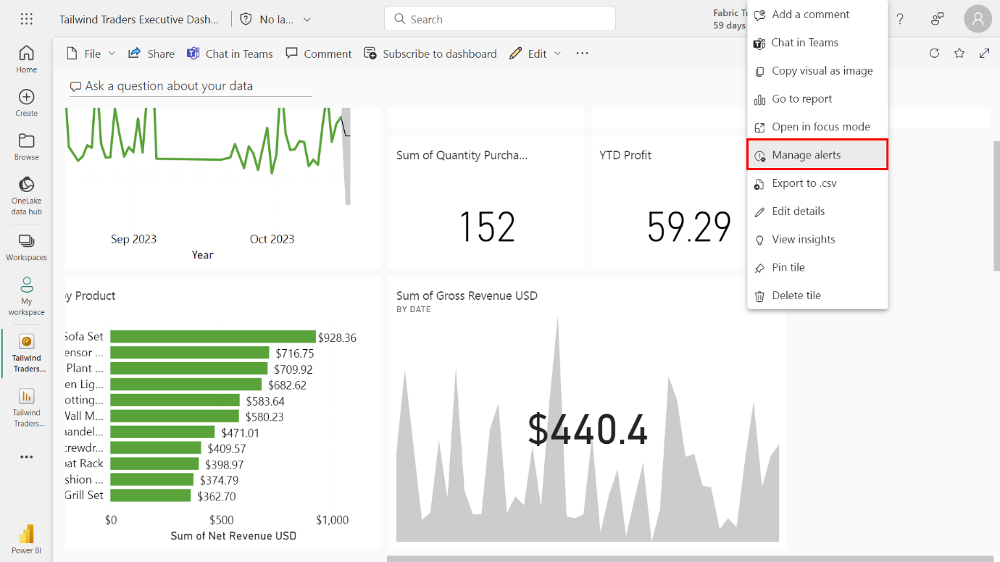 Tailwind Traders Executive Dash...
No la...
Search
Fabric Tr
59 days
Home
Create
Browse
OneLake
data hub
Workspaces
My
workspace
Tailwind
Traders...
Tailwind
Traders...
Power BI
File
Share
Chat in Teams
Comment
Subscribe to dashboard
Edit
Ask a question about your data
Sep 2023
Oct 2023
Year
Sum of Quantity Purcha...
152
YTD Profit
59.29
by Product
Sofa Set
$928.36
ensor ...
$716.75
Plant ...
$709.92
en Lig...
$682.62
otting...
$583.64
Wall M...
$580.23
handel...
$471.01
crewdr...
$409.57
oat Rack
$398.97
shion ...
$374.79
Grill Set
$362.70
$0
$500
$1,000
Sum of Net Revenue USD
Sum of Gross Revenue USD
BY DATE
$440.4
Add a comment
Chat in Teams
Copy visual as image
Go to report
Open in focus mode
Manage alerts
Export to .csv
Edit details
View insights
Pin tile
Delete tile